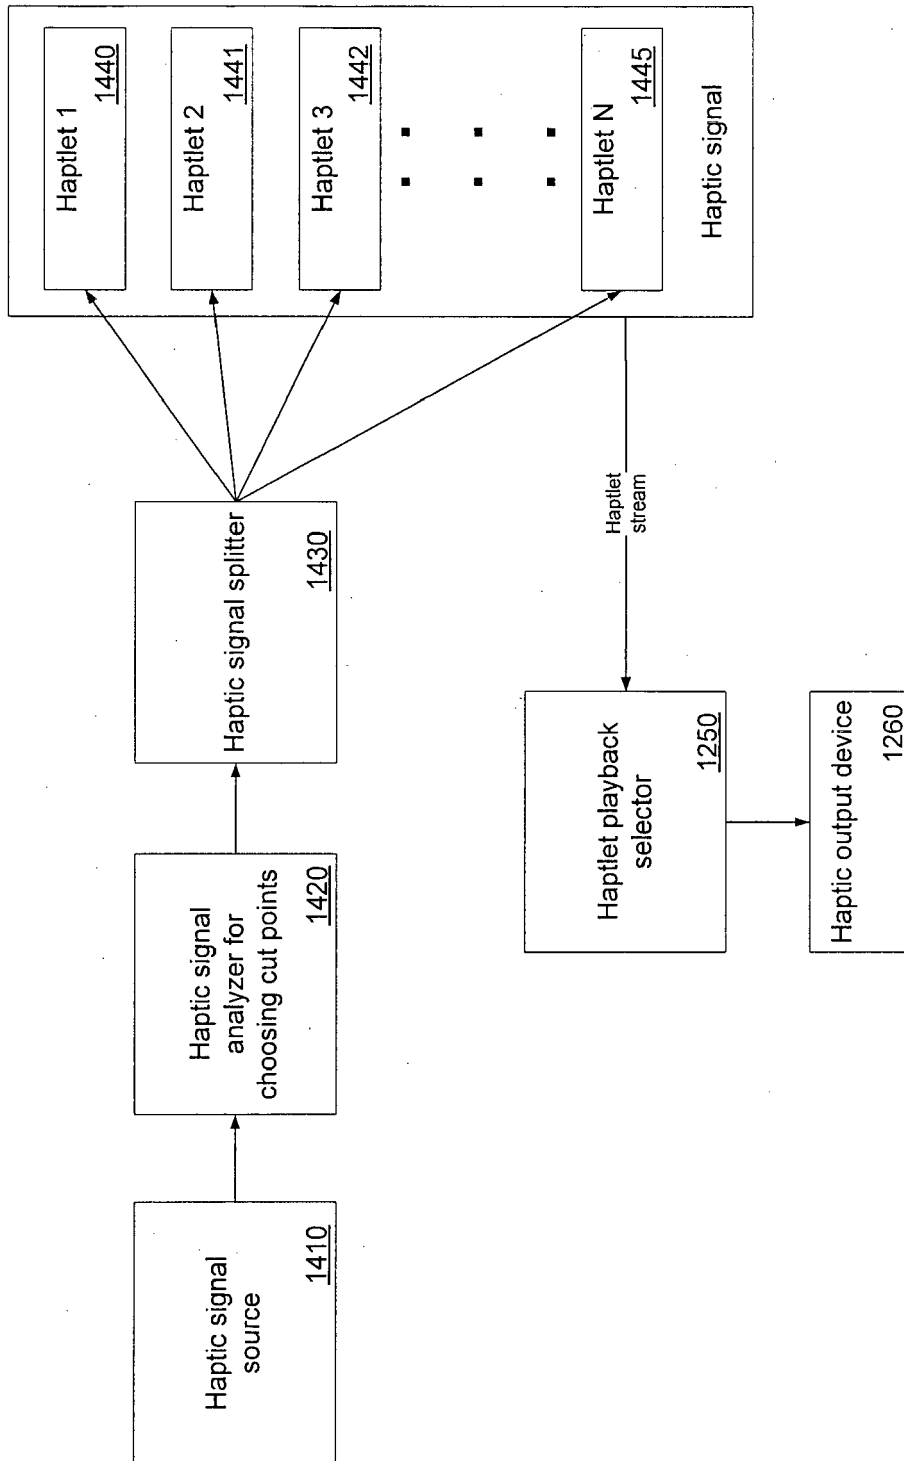 Haptic signal
source
1410
Haptic signal
analyzer for
choosing cut points
1420
Haptic signal splitter
1430
Haptlet 1
1440
Haptlet 2
1441
Haptlet 3
1442
Haptlet N
1445
Haptic signal
Haptlet
stream
Haptlet playback
selector
1250
Haptic output device
1260